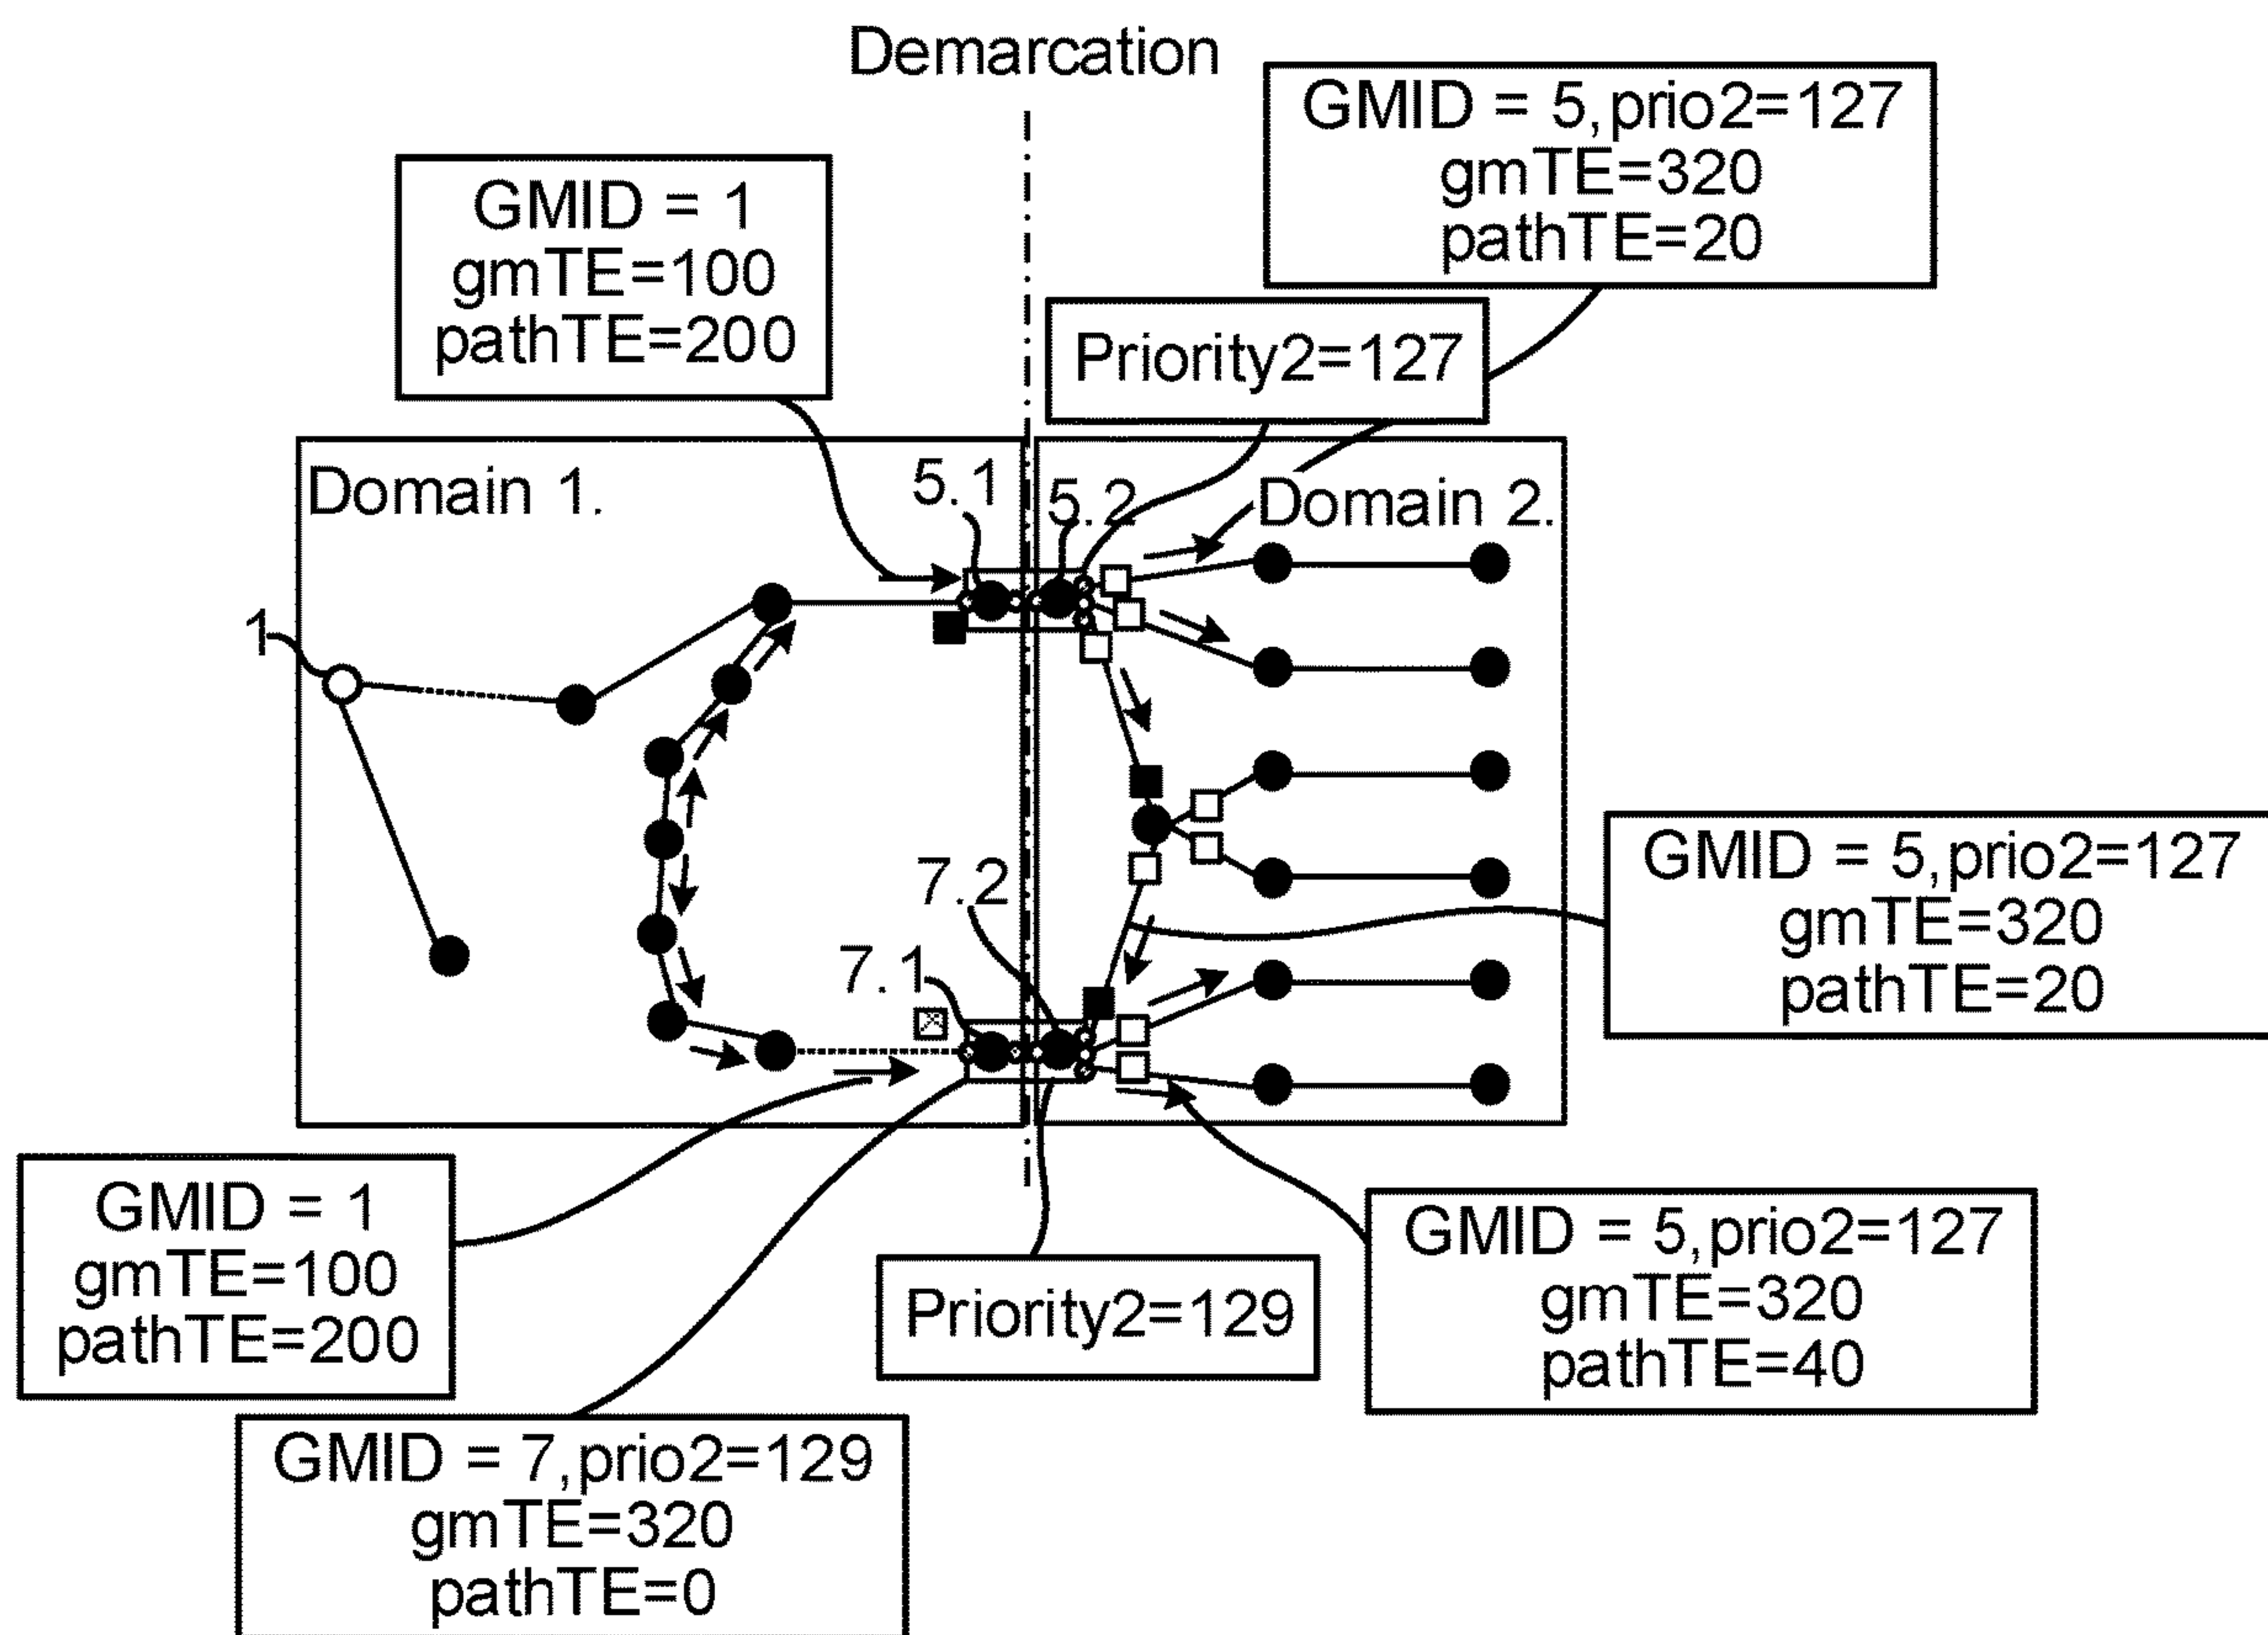 Demarcation
GMID = 5,prio2=127
gmTE=320
pathTE=20
GMID = 1
gmTE=100
pathTE=200
Priority2=127
Domain 1.
5.1
5.2
Domain 2.
1
7.2
7.1
GMID = 5,prio2=127
gmTE=320
pathTE=20
GMID = 1
gmTE=100
pathTE=200
Priority2=129
GMID = 5,prio2=127
gmTE=320
pathTE=40
GMID = 7,prio2=129
gmTE=320
pathTE=0